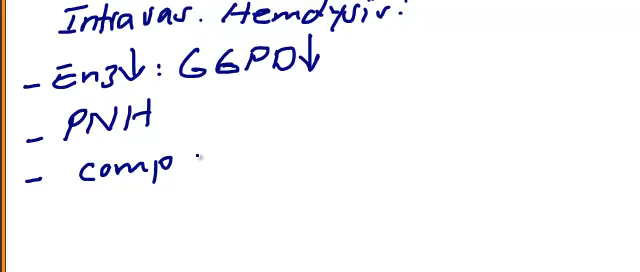 Intravas. Hemolysis:
- Enz↓: G6PD↓
- PNH
- comp